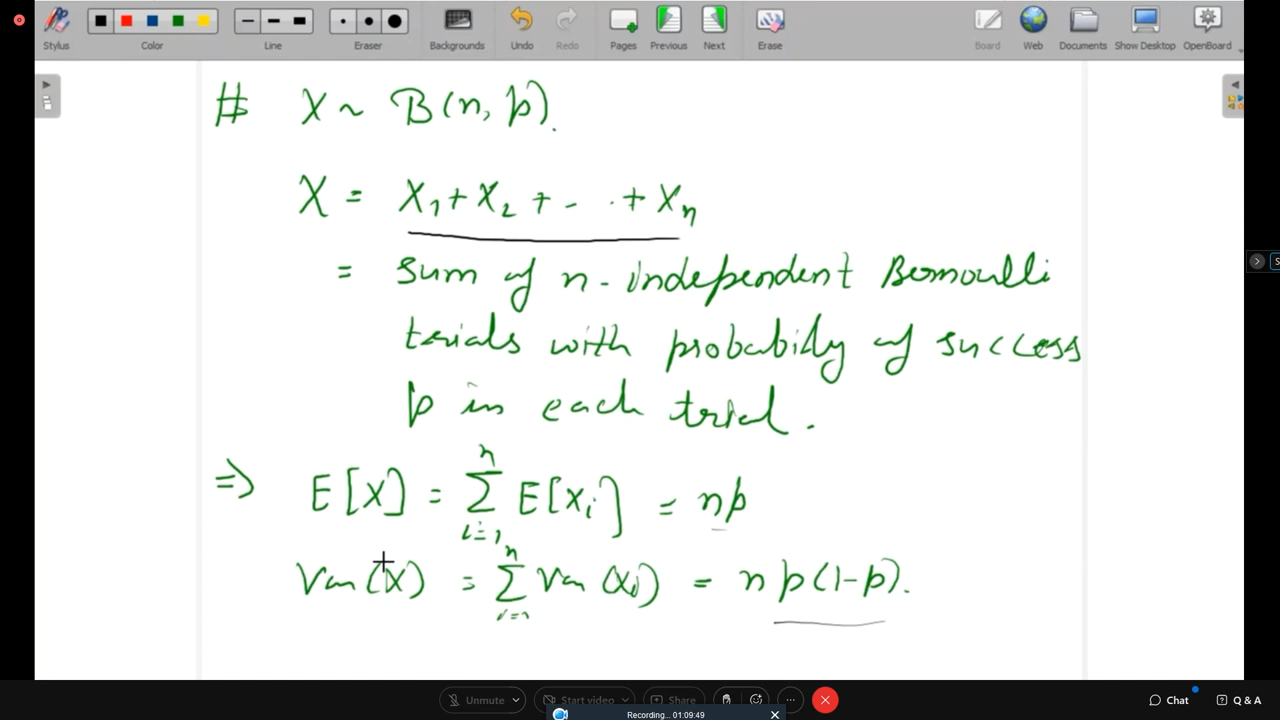 Stylus
Color
Line
Eraser
Backgrounds
Undo
Redo
Pages
Previous
Next
Erase
Board
Web
Documents
Show Desktop
OpenBoard
# X ~ B(n, p).
X = X₁ + X₂ + - . . + Xₙ
= sum of n - independent Bernoulli
trials with probability of success
p in each trial.
⇒ E[X] = ∑ⁿᵢ₌₁ E[Xᵢ] = np
Var(X) = ∑ⁿᵢ₌₁ Var(Xᵢ) = np(1-p).
S
Unmute
Start video
Share
Chat
Q & A
Recording... 01:09:49